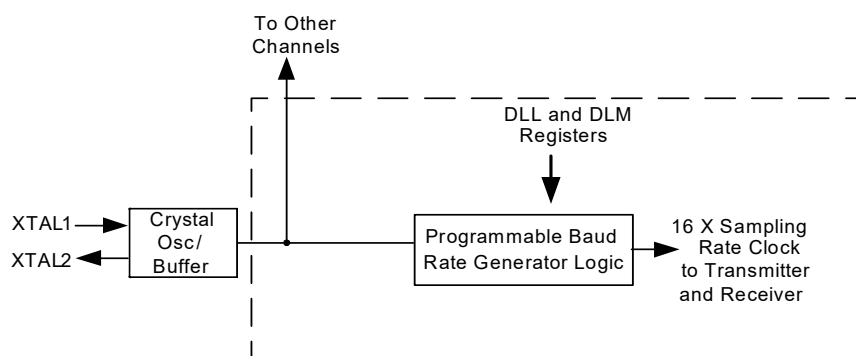 To Other
Channels
DLL and DLM
Registers
XTAL1
XTAL2
Crystal
Osc/
Buffer
Programmable Baud
Rate Generator Logic
16 X Sampling
Rate Clock
to Transmitter
and Receiver